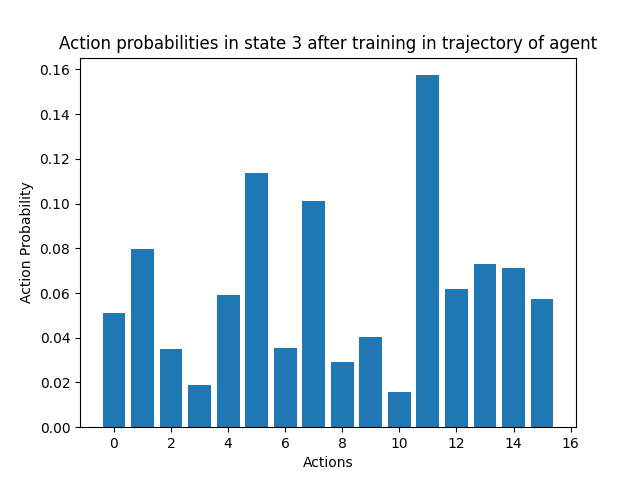 Action probabilities in state 3 after training in trajectory of agent
0.16
0.14
0.12
0.10
0.08
0.06
0.04
0.02
0.00
Action Probability
0 2 4 6 8 10 12 14 16
Actions